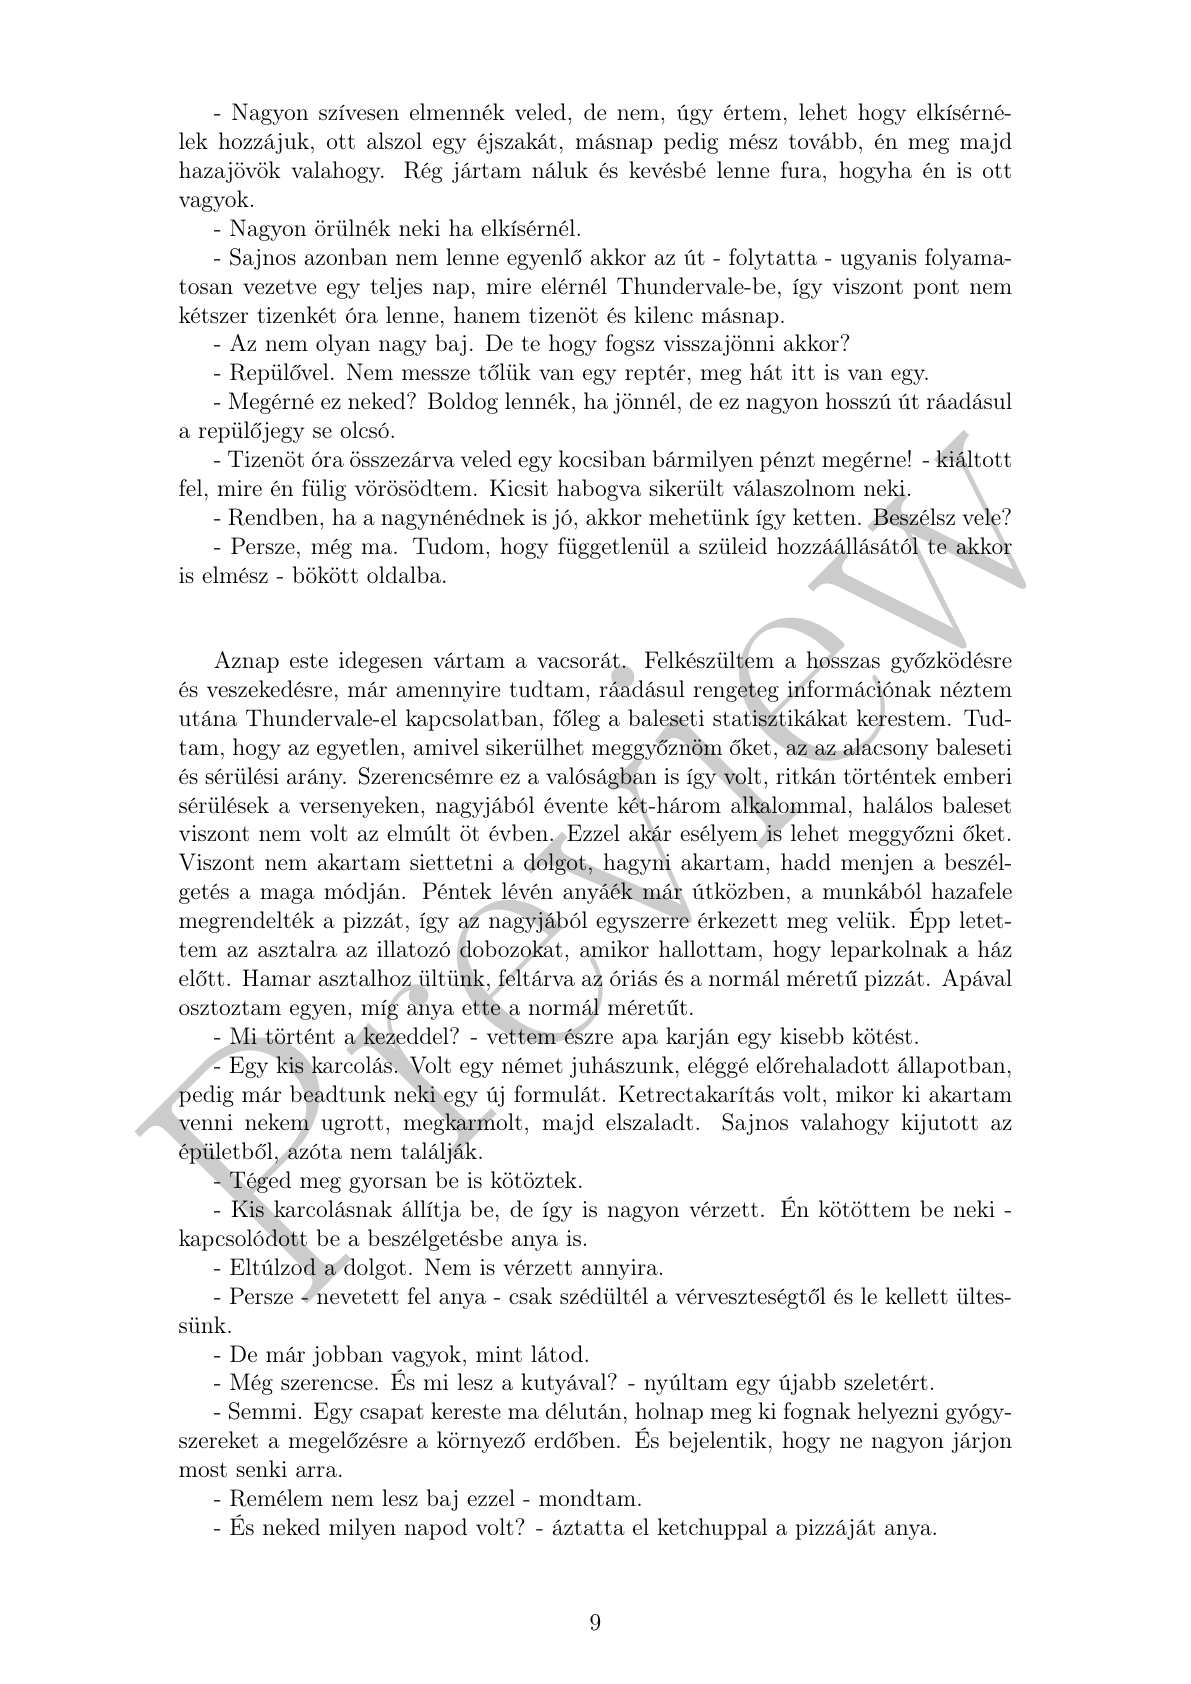 - Nagyon szívesen elmennék veled, de nem, úgy értem, lehet hogy elkísérné-
lek hozzájuk, ott alszol egy éjszakát, másnap pedig mész tovább, én meg majd
hazajövök valahogy. Rég jártam náluk és kevésbé lenne fura, hogyha én is ott
vagyok.
- Nagyon örülnék neki ha elkísérnél.
- Sajnos azonban nem lenne egyenlő akkor az út - folytatta - ugyanis folyama-
tosan vezetve egy teljes nap, mire elérnél Thundervale-be, így viszont pont nem
kétszer tizenkét óra lenne, hanem tizenöt és kilenc másnap.
- Az nem olyan nagy baj. De te hogy fogsz visszajönni akkor?
- Repülővel. Nem messze tőlük van egy reptér, meg hát itt is van egy.
- Megérné ez neked? Boldog lennék, ha jönnél, de ez nagyon hosszú út ráadásul
a repülőjegy se olcsó.
- Tizenöt óra összezárva veled egy kocsiban bármilyen pénzt megérne! - kiáltott
fel, mire én fülig vörösödtem. Kicsit habogva sikerült válaszolnom neki.
- Rendben, ha a nagynénédnek is jó, akkor mehetünk így ketten. Beszélsz vele?
- Persze, még ma. Tudom, hogy függetlenül a szüleid hozzáállásától te akkor
is elmész - bökött oldalba.
Aznap este idegesen vártam a vacsorát. Felkészültem a hosszas győzködésre
és veszekedésre, már amennyire tudtam, ráadásul rengeteg információnak néztem
utána Thundervale-el kapcsolatban, főleg a baleseti statisztikákat kerestem. Tud-
tam, hogy az egyetlen, amivel sikerülhet meggyőznöm őket, az az alacsony baleseti
és sérülési arány. Szerencsémre ez a valóságban is így volt, ritkán történtek emberi
sérülések a versenyeken, nagyjából évente két-három alkalommal, halálos baleset
viszont nem volt az elmúlt öt évben. Ezzel akár esélyem is lehet meggyőzni őket.
Viszont nem akartam siettetni a dolgot, hagyni akartam, hadd menjen a beszél-
getés a maga módján. Péntek lévén anyáék már útközben, a munkából hazafele
megrendelték a pizzát, így az nagyjából egyszerre érkezett meg velük. Épp letet-
tem az asztalra az illatozó dobozokat, amikor hallottam, hogy leparkolnak a ház
előtt. Hamar asztalhoz ültünk, feltárva az óriás és a normál méretű pizzát. Apával
osztoztam egyen, míg anya ette a normál méretűt.
- Mi történt a kezeddel? - vettem észre apa karján egy kisebb kötést.
- Egy kis karcolás. Volt egy német juhászunk, eléggé előrehaladott állapotban,
pedig már beadtunk neki egy új formulát. Ketrectakarítás volt, mikor ki akartam
venni nekem ugrott, megkarmolt, majd elszaladt. Sajnos valahogy kijutott az
épületből, azóta nem találják.
- Téged meg gyorsan be is kötöztek.
- Kis karcolásnak állítja be, de így is nagyon vérzett. Én kötöttem be neki -
kapcsolódott be a beszélgetésbe anya is.
- Eltúlzod a dolgot. Nem is vérzett annyira.
- Persze - nevetett fel anya - csak szédültél a vérveszteségtől és le kellett ültes-
sünk.
- De már jobban vagyok, mint látod.
- Még szerencse. És mi lesz a kutyával? - nyúltam egy újabb szeletért.
- Semmi. Egy csapat kereste ma délután, holnap meg ki fognak helyezni gyógy-
szereket a megelőzésre a környező erdőben. És bejelentik, hogy ne nagyon járjon
most senki arra.
- Remélem nem lesz baj ezzel - mondtam.
- És neked milyen napod volt? - áztatta el ketchuppal a pizzáját anya.
9
Preview